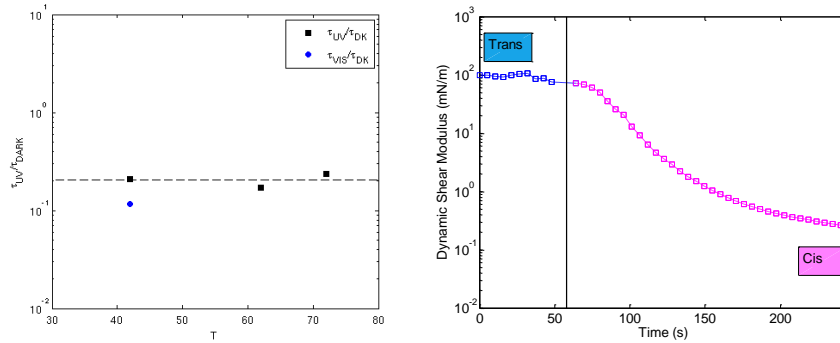 10^1
τ_UV/τ_DK
τ_VIS/τ_DK
10^0
τ_UV/τ_DARK
10^-1
10^-2
30 40 50 60 70 80
T
10^3
Trans
10^2
10^1
Dynamic Shear Modulus (mN/m)
10^0
10^-1
Cis
10^-2
0 50 100 150 200
Time (s)